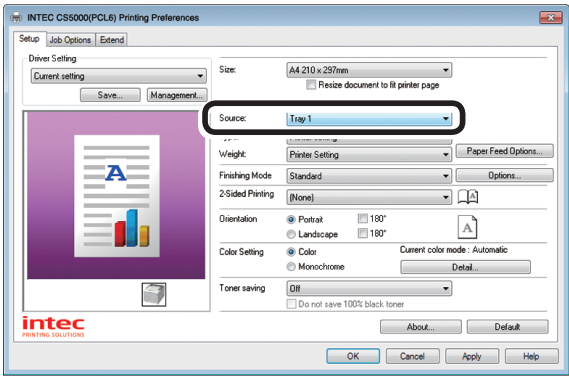 INTEC CS5000(PCL6) Printing Preferences
Setup Job Options Extend
Driver Setting
Current setting
Save... Management...
A
intec
PRINTING SOLUTIONS
Size: A4 210 x 297mm
Resize document to fit printer page
Source: Tray 1
Weight: Printer Setting Paper Feed Options...
Finishing Mode Standard Options...
2-Sided Printing (None) A
Orientation Portrait 180° A
Landscape 180°
Color Setting Color Current color mode : Automatic
Monochrome Detail...
Toner saving Off
Do not save 100% black toner
About... Default
OK Cancel Apply Help